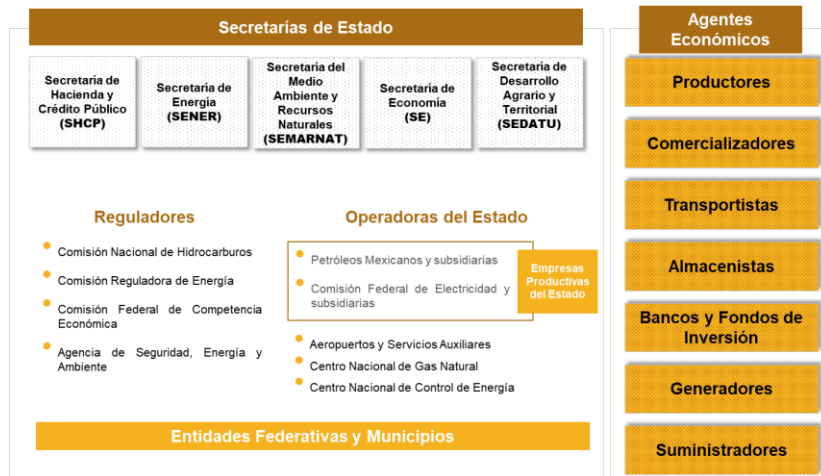 Secretarías de Estado
Secretaria de
Hacienda y
Crédito Público
(SHCP)
Secretaria de
Energía
(SENER)
Secretaria del
Medio
Ambiente y
Recursos
Naturales
(SEMARNAT)
Secretaria de
Economia
(SE)
Secretaria de
Desarrollo
Agrario y
Territorial
(SEDATU)
Reguladores
Comisión Nacional de Hidrocarburos
Comisión Reguladora de Energía
Comisión Federal de Competencia
Económica
Agencia de Seguridad, Energía y
Ambiente
Operadoras del Estado
Petróleos Mexicanos y subsidiarias
Comisión Federal de Electricidad y
subsidiarias
Empresas
Productivas
del Estado
Aeropuertos y Servicios Auxiliares
Centro Nacional de Gas Natural
Centro Nacional de Control de Energía
Entidades Federativas y Municipios
Agentes
Económicos
Productores
Comercializadores
Transportistas
Almacenistas
Bancos y Fondos de
Inversión
Generadores
Suministradores